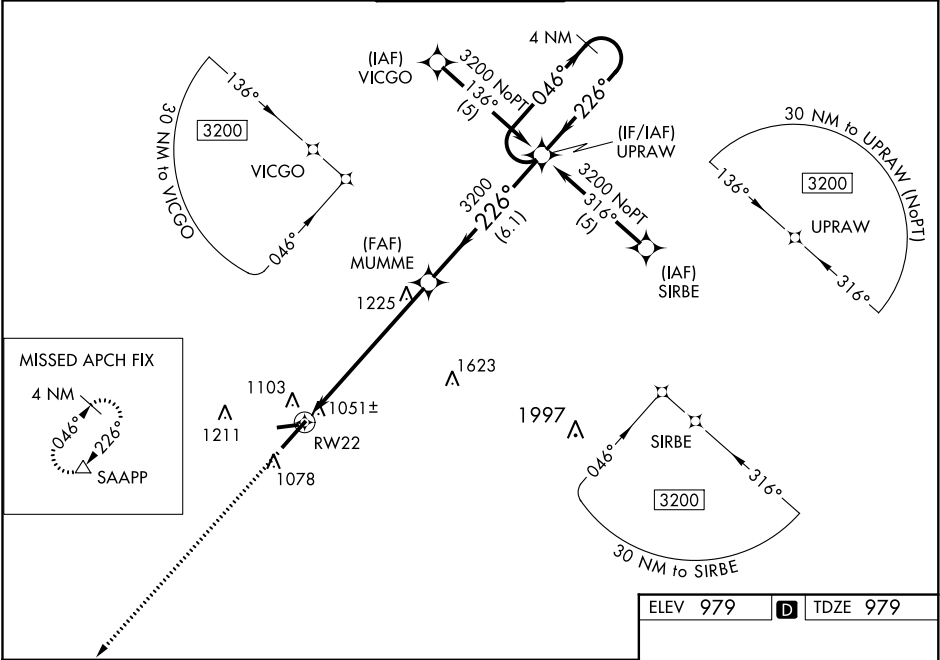 4 NM
046°
226°
(IAF)
VICGO
3200 NoPT
136°
(5)
(IF/IAF)
UPRAW
3200 NoPT
316°
(5)
(IAF)
SIRBE
3200
226°
(6.1)
(FAF)
MUMME
1225
136°
3200
VICGO
046°
30 NM to VICGO
30 NM to UPRAW (NoPT)
136°
3200
UPRAW
316°
MISSED APCH FIX
4 NM
046°
226°
SAAPP
1103
1051±
1211
RW22
1078
1623
1997
SIRBE
046°
316°
3200
30 NM to SIRBE
ELEV 979 D TDZE 979